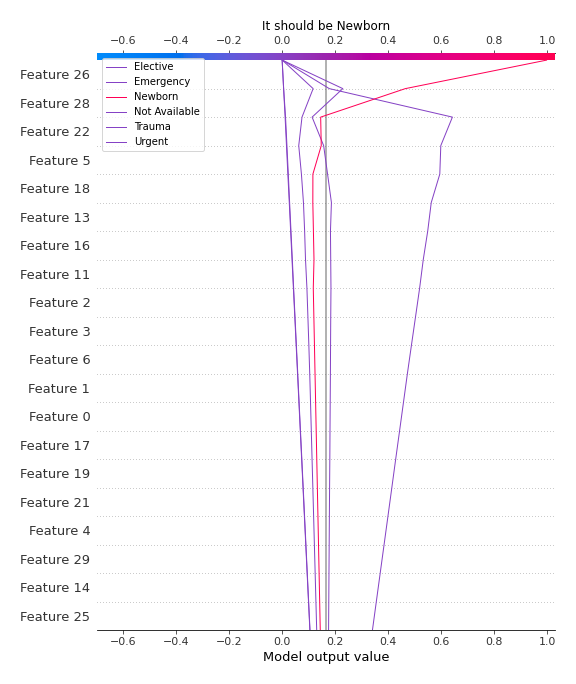 It should be Newborn
−0.6 −0.4 −0.2 0.0 0.2 0.4 0.6 0.8 1.0
Elective
Emergency
Newborn
Not Available
Trauma
Urgent
Feature 26
Feature 28
Feature 22
Feature 5
Feature 18
Feature 13
Feature 16
Feature 11
Feature 2
Feature 3
Feature 6
Feature 1
Feature 0
Feature 17
Feature 19
Feature 21
Feature 4
Feature 29
Feature 14
Feature 25
−0.6 −0.4 −0.2 0.0 0.2 0.4 0.6 0.8 1.0
Model output value